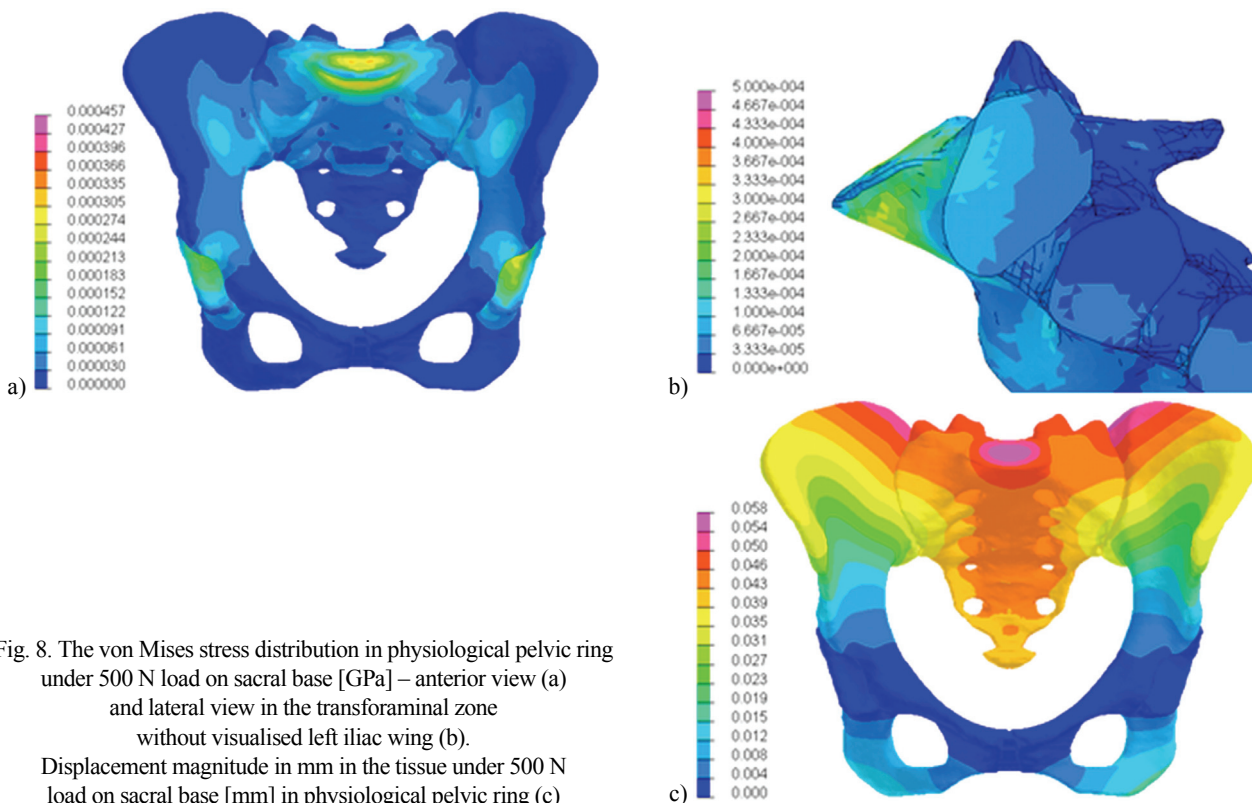 0.000457
0.000427
0.000396
0.000366
0.000335
0.000305
0.000274
0.000244
0.000213
0.000183
0.000152
0.000122
0.000091
0.000061
0.000030
0.000000
a)
5.000e-004
4.667e-004
4.333e-004
4.000e-004
3.667e-004
3.333e-004
3.000e-004
2.667e-004
2.333e-004
2.000e-004
1.667e-004
1.333e-004
1.000e-004
6.667e-005
3.333e-005
0.000e+000
b)
0.058
0.054
0.050
0.046
0.043
0.039
0.035
0.031
0.027
0.023
0.019
0.015
0.012
0.008
0.004
0.000
c)
Fig. 8. The von Mises stress distribution in physiological pelvic ring
under 500 N load on sacral base [GPa] – anterior view (a)
and lateral view in the transforaminal zone
without visualised left iliac wing (b).
Displacement magnitude in mm in the tissue under 500 N
load on sacral base [mm] in physiological pelvic ring (c)